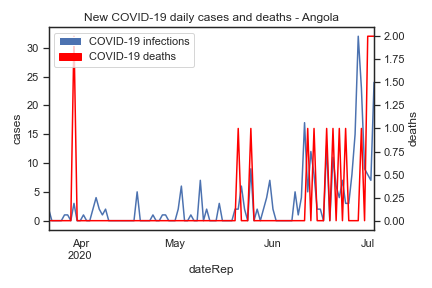 New COVID-19 daily cases and deaths - Angola
COVID-19 infections
COVID-19 deaths
cases
30
25
20
15
10
5
0
deaths
2.00
1.75
1.50
1.25
1.00
0.75
0.50
0.25
0.00
Apr
2020
May
Jun
Jul
dateRep